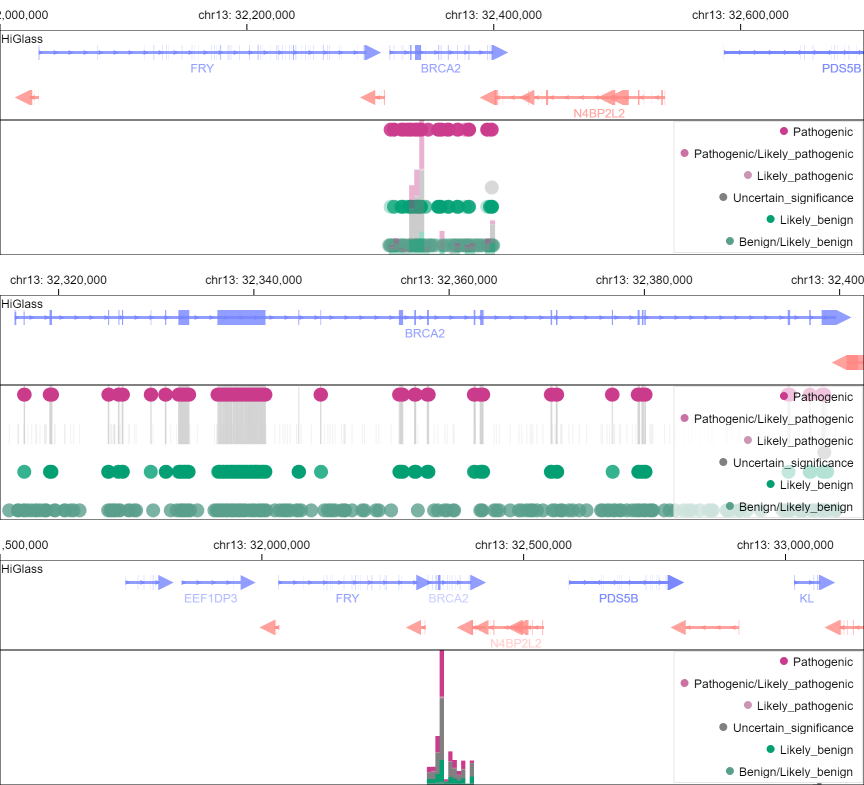 2,000,000 chr13: 32,200,000 chr13: 32,400,000 chr13: 32,600,000
HiGlass
FRY BRCA2 PDS5B
N4BP2L2
Pathogenic
Pathogenic/Likely_pathogenic
Likely_pathogenic
Uncertain_significance
Likely_benign
Benign/Likely_benign
chr13: 32,320,000 chr13: 32,340,000 chr13: 32,360,000 chr13: 32,380,000 chr13: 32,400
HiGlass
BRCA2
Pathogenic
Pathogenic/Likely_pathogenic
Likely_pathogenic
Uncertain_significance
Likely_benign
Benign/Likely_benign
,500,000 chr13: 32,000,000 chr13: 32,500,000 chr13: 33,000,000
HiGlass
EEF1DP3 FRY BRCA2 PDS5B KL
N4BP2L2
Pathogenic
Pathogenic/Likely_pathogenic
Likely_pathogenic
Uncertain_significance
Likely_benign
Benign/Likely_benign